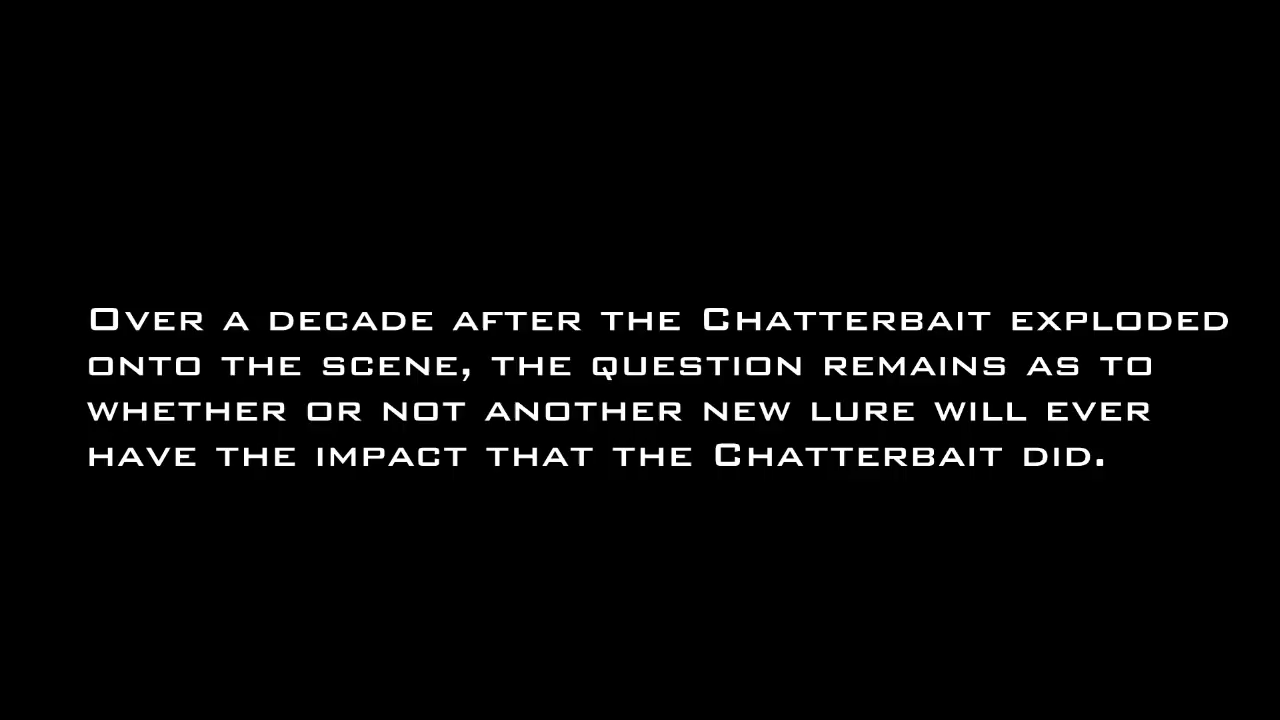 Over a decade after the Chatterbait exploded
onto the scene, the question remains as to
whether or not another new lure will ever
have the impact that the Chatterbait did.